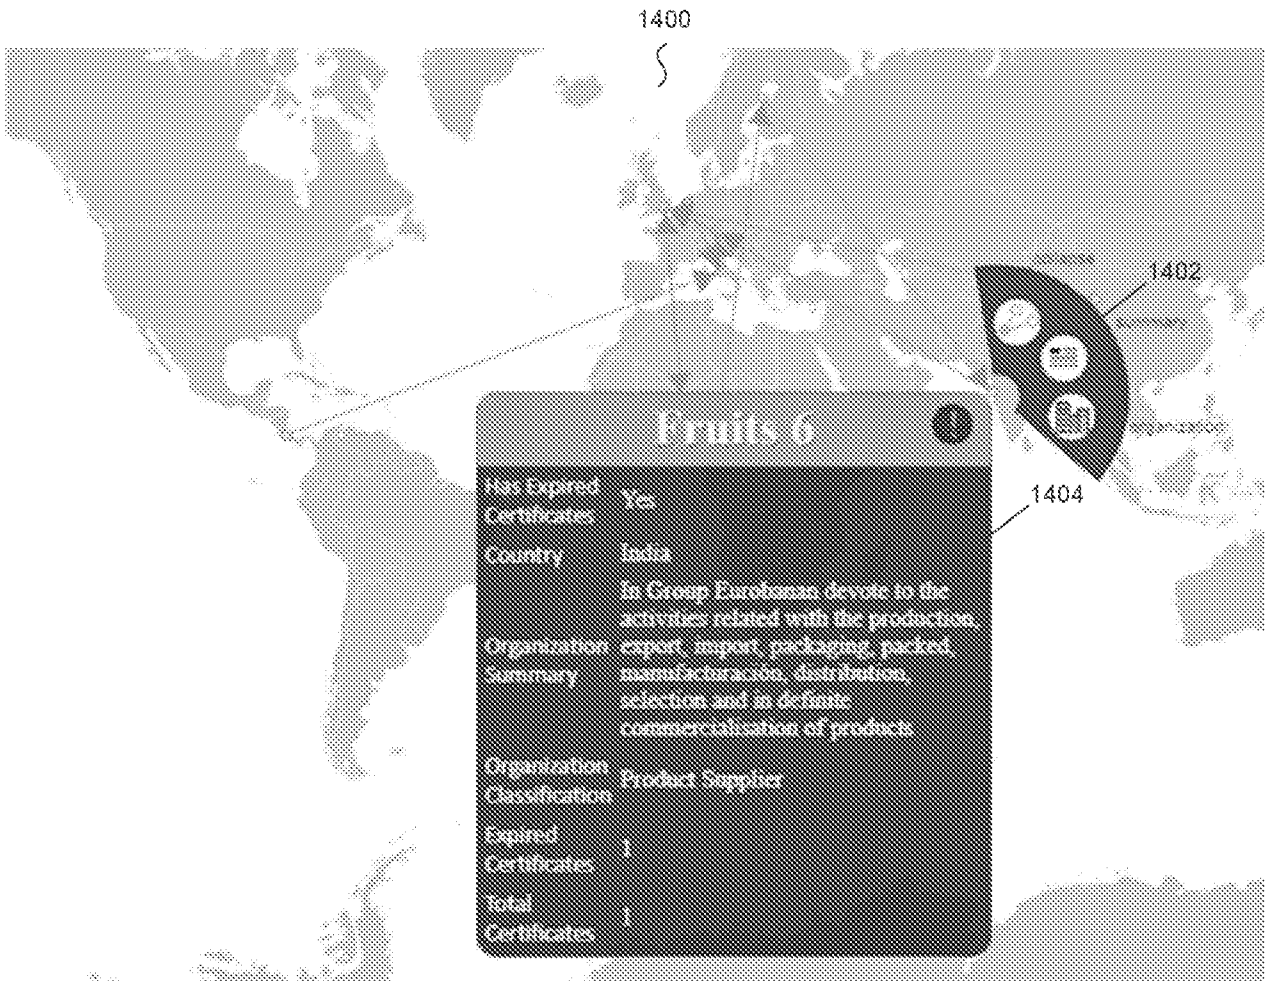 1400
1402
Fruits 6
!
1404
Has Expired
Certificates
Yes
Country
India
Organization
Summary
In Group Eurobanan devote to the
activities related with the production,
export, import, packaging, packed,
manufacturación, distribution,
selection and in definite
commercialisation of products
Organization
Classification
Product Supplier
Expired
Certificates
1
Total
Certificates
1